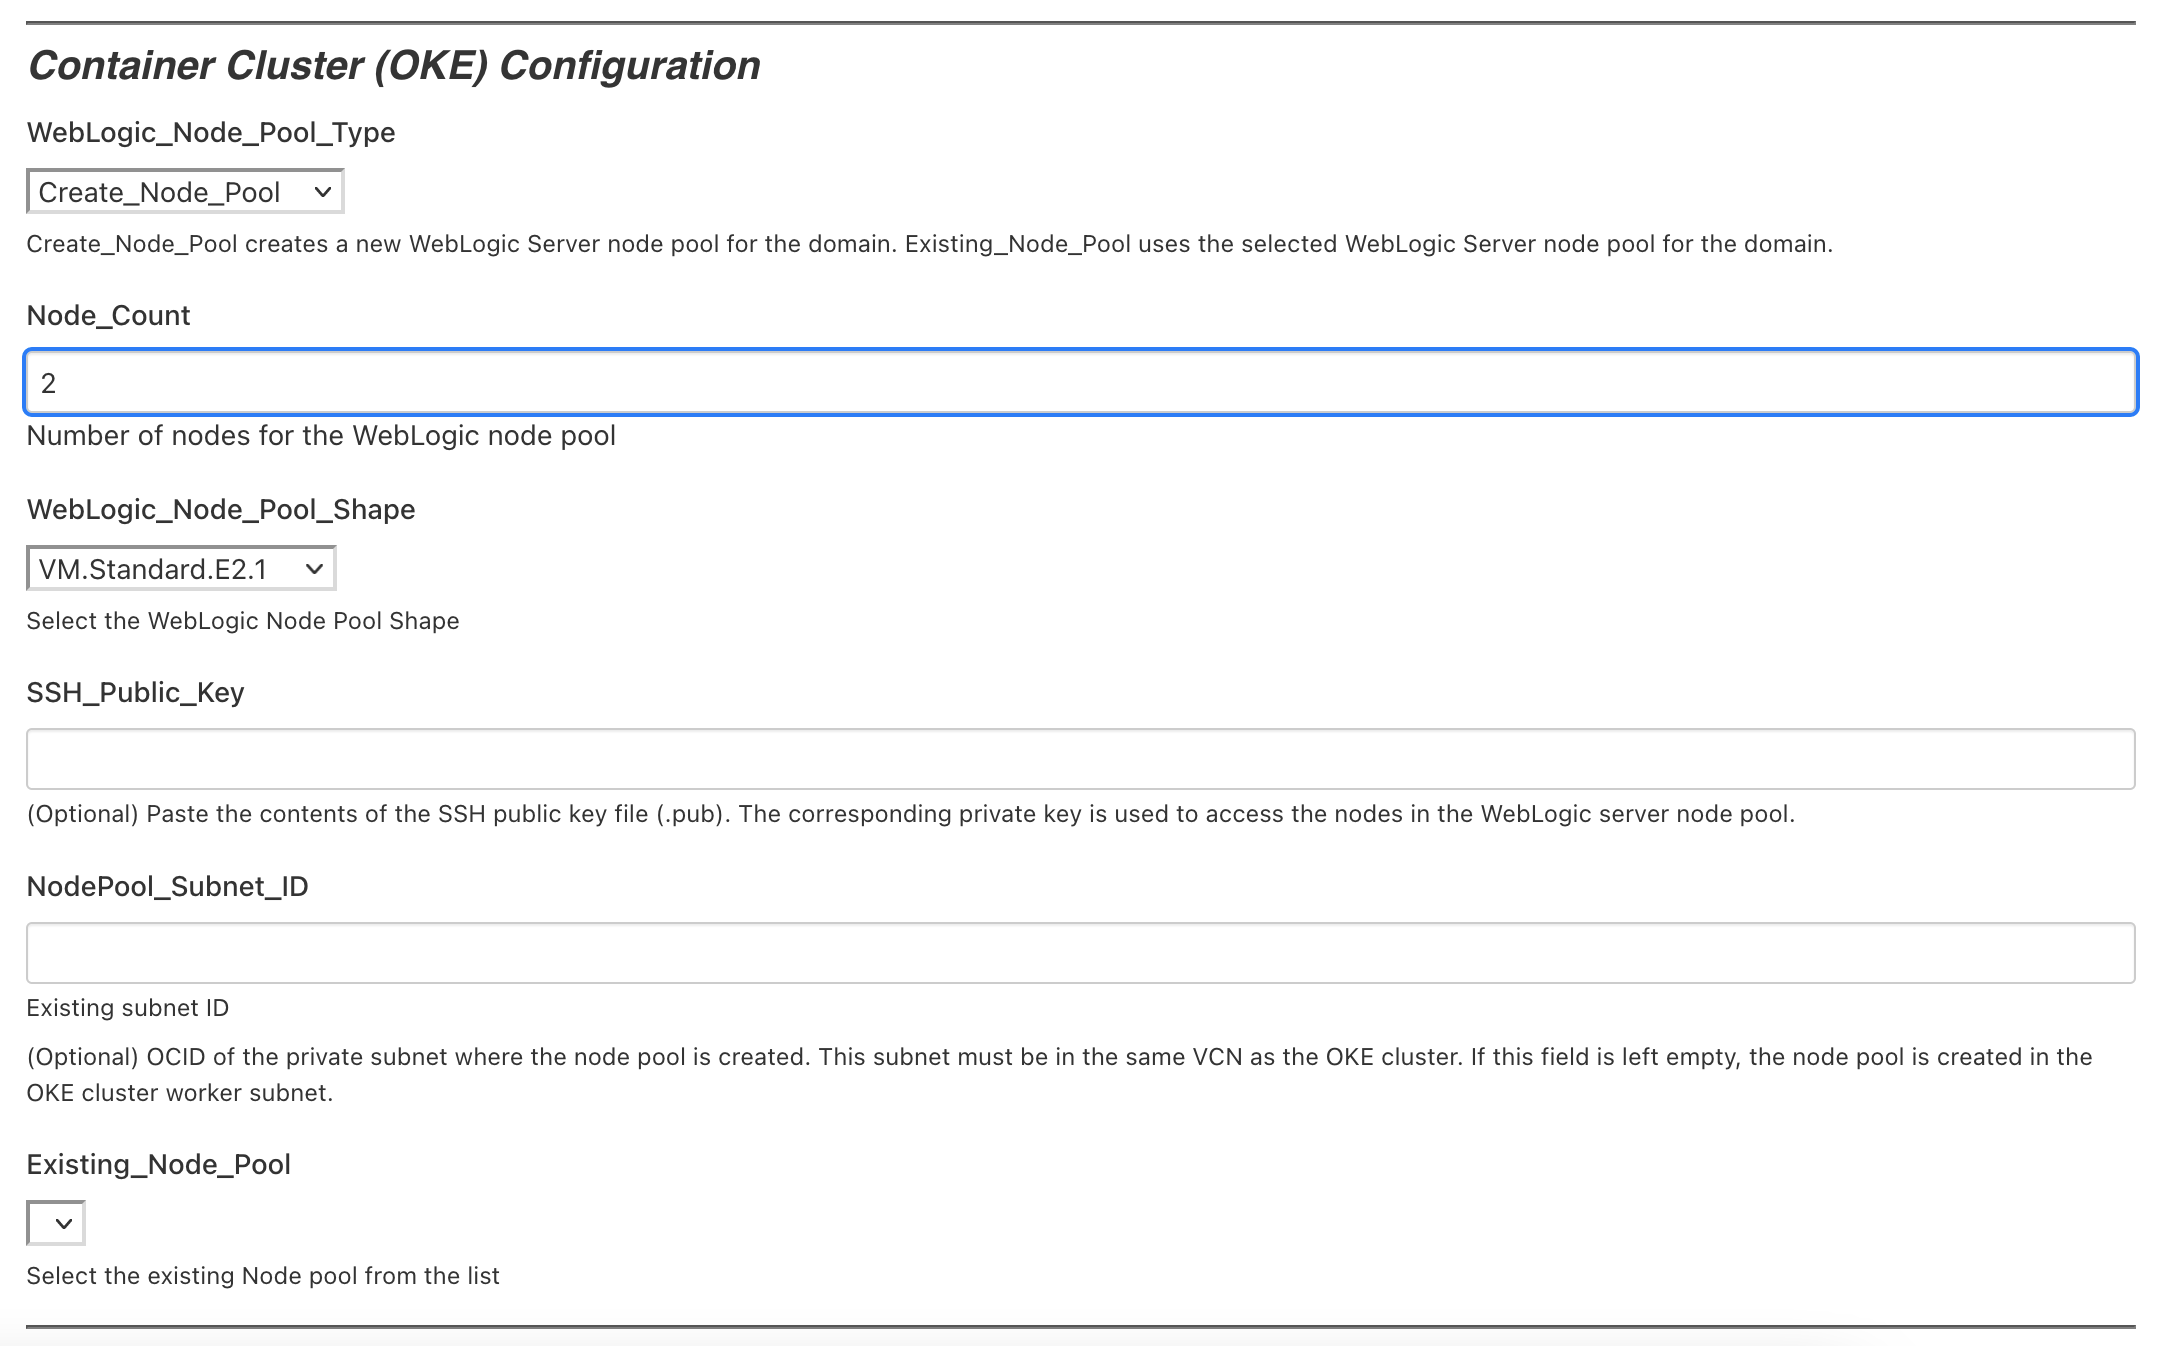 Container Cluster (OKE) Configuration
WebLogic_Node_Pool_Type
Create_Node_Pool
Create_Node_Pool creates a new WebLogic Server node pool for the domain. Existing_Node_Pool uses the selected WebLogic Server node pool for the domain.
Node_Count
2
Number of nodes for the WebLogic node pool
WebLogic_Node_Pool_Shape
VM.Standard.E2.1
Select the WebLogic Node Pool Shape
SSH_Public_Key
(Optional) Paste the contents of the SSH public key file (.pub). The corresponding private key is used to access the nodes in the WebLogic server node pool.
NodePool_Subnet_ID
Existing subnet ID
(Optional) OCID of the private subnet where the node pool is created. This subnet must be in the same VCN as the OKE cluster. If this field is left empty, the node pool is created in the
OKE cluster worker subnet.
Existing_Node_Pool
Select the existing Node pool from the list